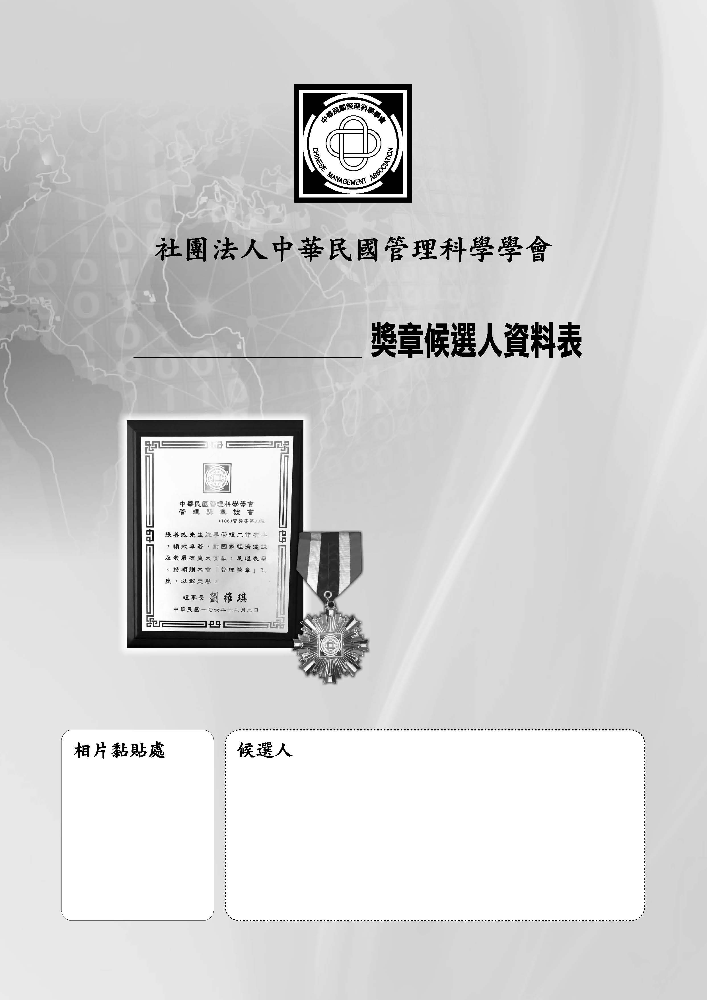 中華民國管理科學學會
CHINESE MANAGEMENT ASSOCIATION
社團法人中華民國管理科學學會
獎章候選人資料表
中華民國管理科學學會
管理獎章證書
(106)管獎字第33號
張善政先生從事管理工作有年
，績效卓著，對國家經濟建設
及發展有重大貢獻，足堪表率
。特頒贈本會「管理獎章」乙
座，以彰榮譽。
理事長 劉維琪
中華民國一〇六年十二月二日
相片黏貼處
候選人